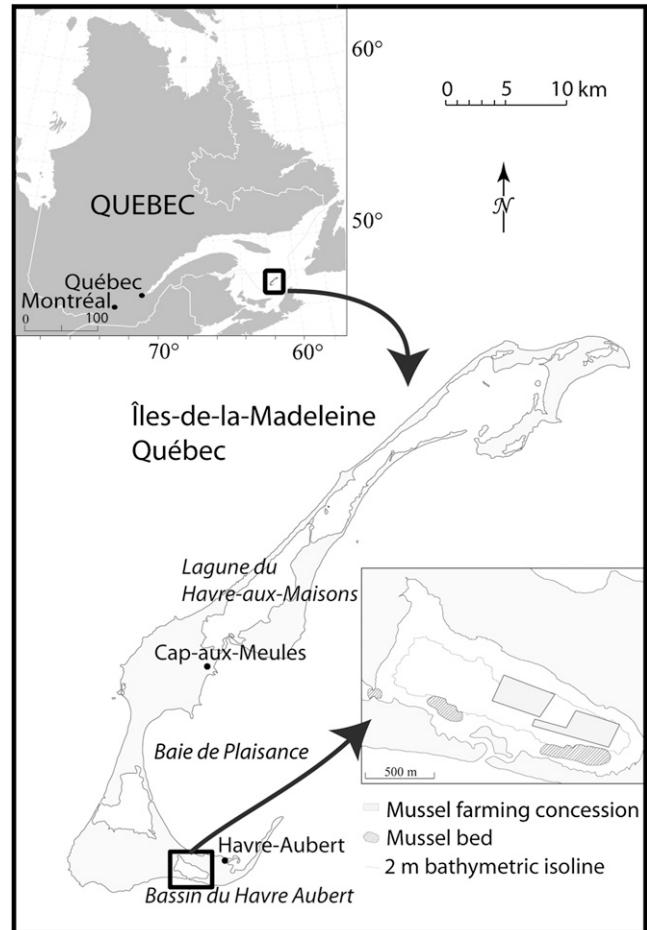 60°
0 5 10 km
N
QUEBEC
50°
Québec
Montréal
0 100
70° 60°
Îles-de-la-Madeleine
Québec
Lagune du
Havre-aux-Maisons
Cap-aux-Meules
Baie de Plaisance
500 m
Mussel farming concession
Mussel bed
2 m bathymetric isoline
Havre-Aubert
Bassin du Havre Aubert